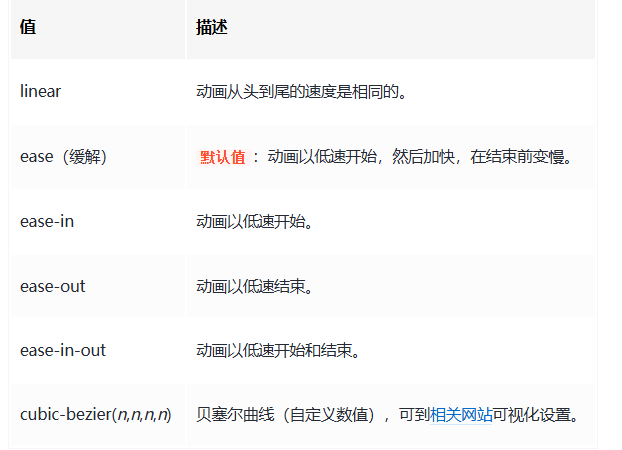 值 描述
linear 动画从头到尾的速度是相同的。
ease（缓解） 默认值 ：动画以低速开始，然后加快，在结束前变慢。
ease-in 动画以低速开始。
ease-out 动画以低速结束。
ease-in-out 动画以低速开始和结束。
cubic-bezier(n,n,n,n) 贝塞尔曲线（自定义数值），可到相关网站可视化设置。